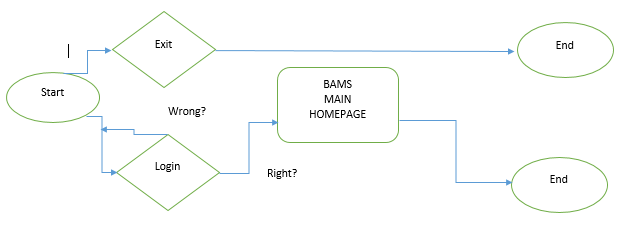 Exit
End
Start
BAMS
MAIN
HOMEPAGE
Wrong?
Login
Right?
End